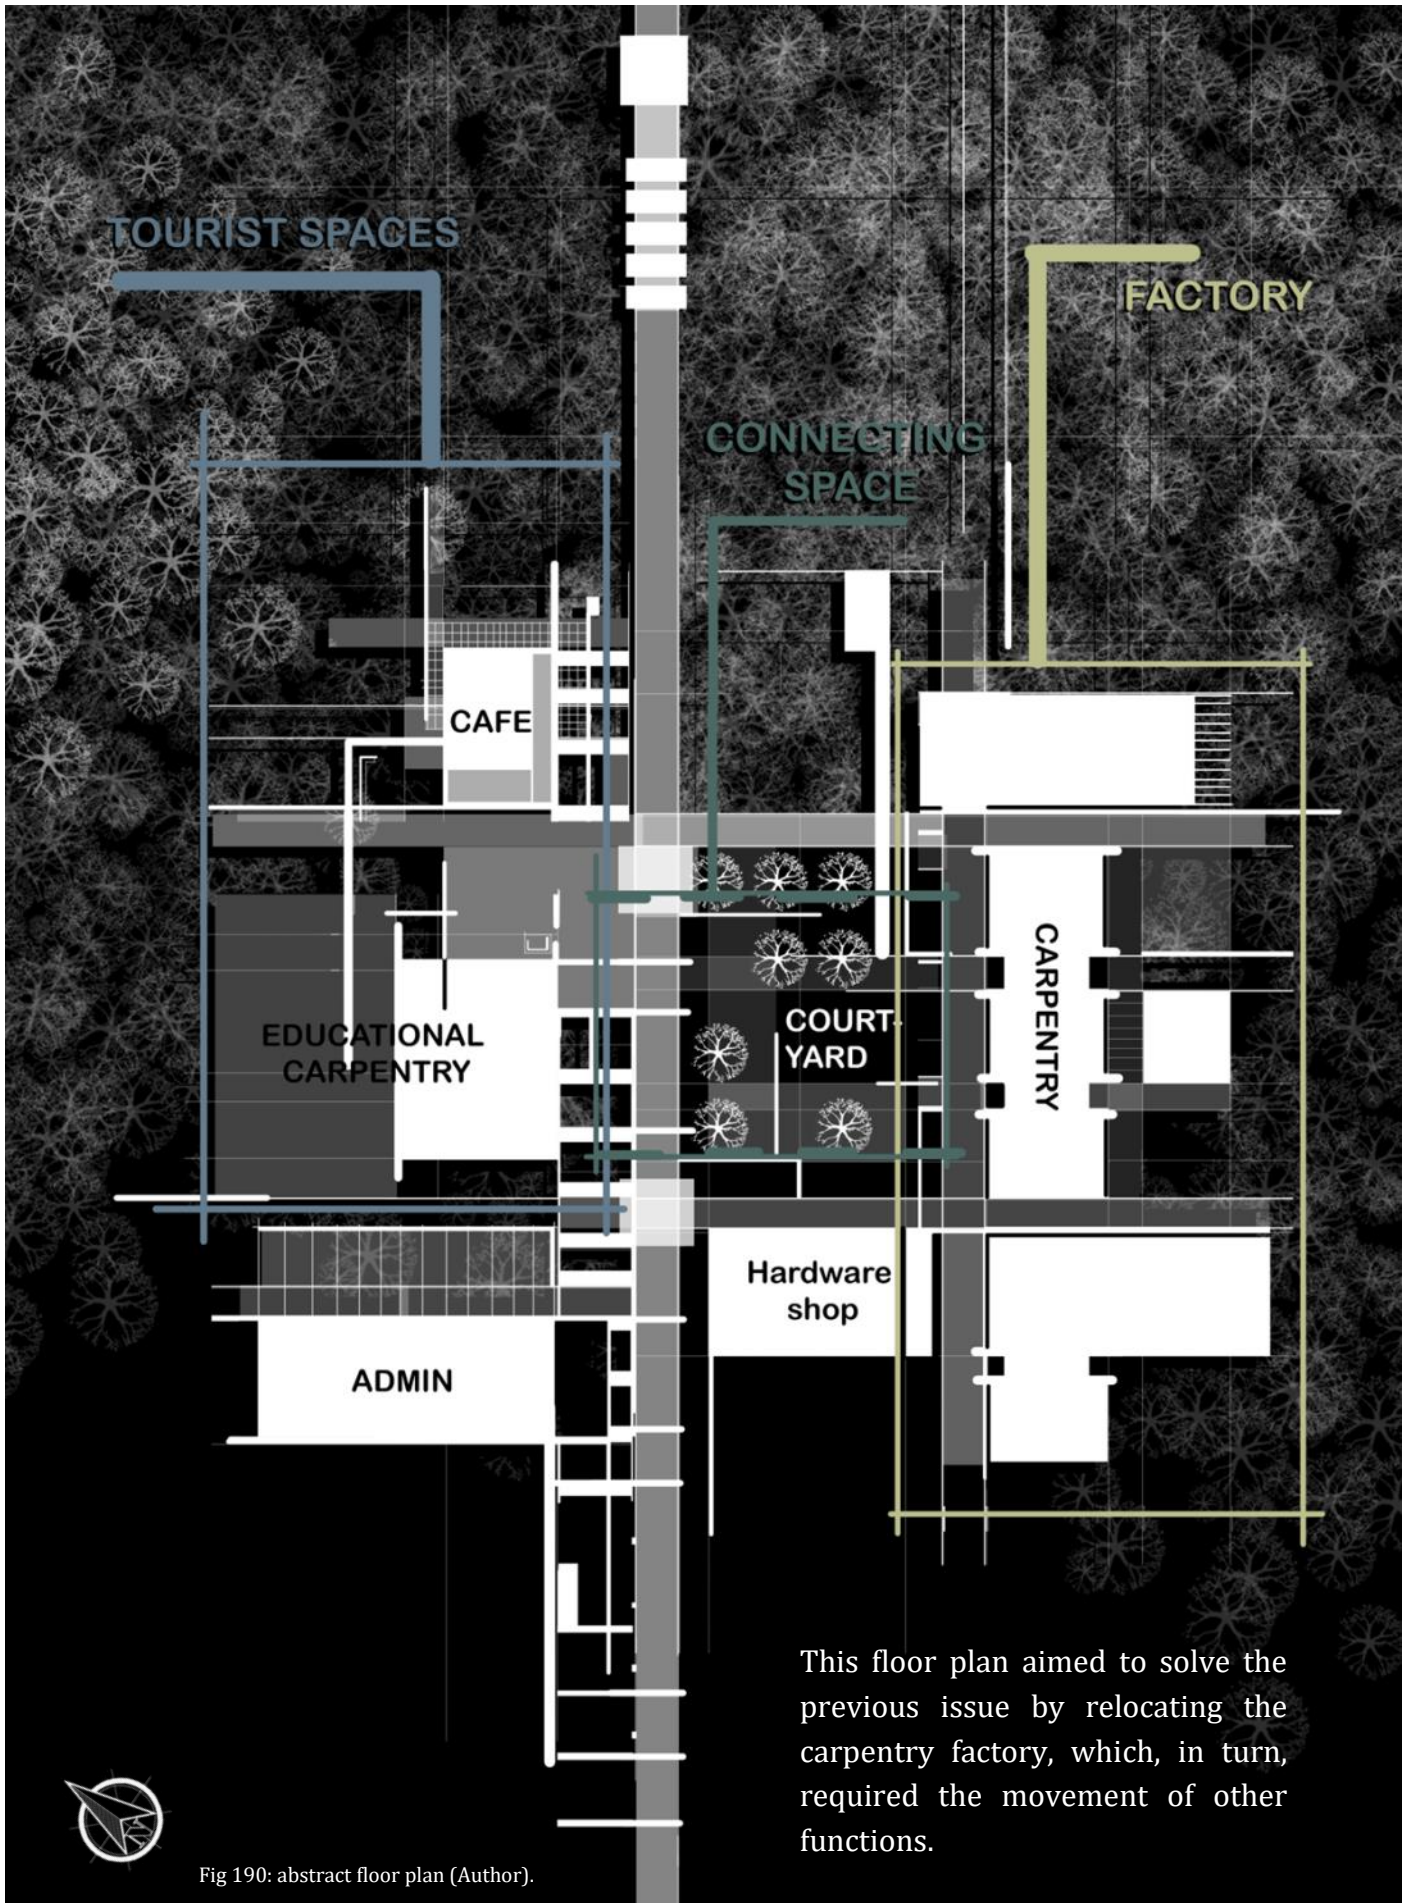 TOURIST SPACES
FACTORY
CONNECTING
SPACE
CAFE
EDUCATIONAL
CARPENTRY
COURT-
YARD
CARPENTRY
Hardware
shop
ADMIN
This floor plan aimed to solve the
previous issue by relocating the
carpentry factory, which, in turn,
required the movement of other
functions.
Fig 190: abstract floor plan (Author).